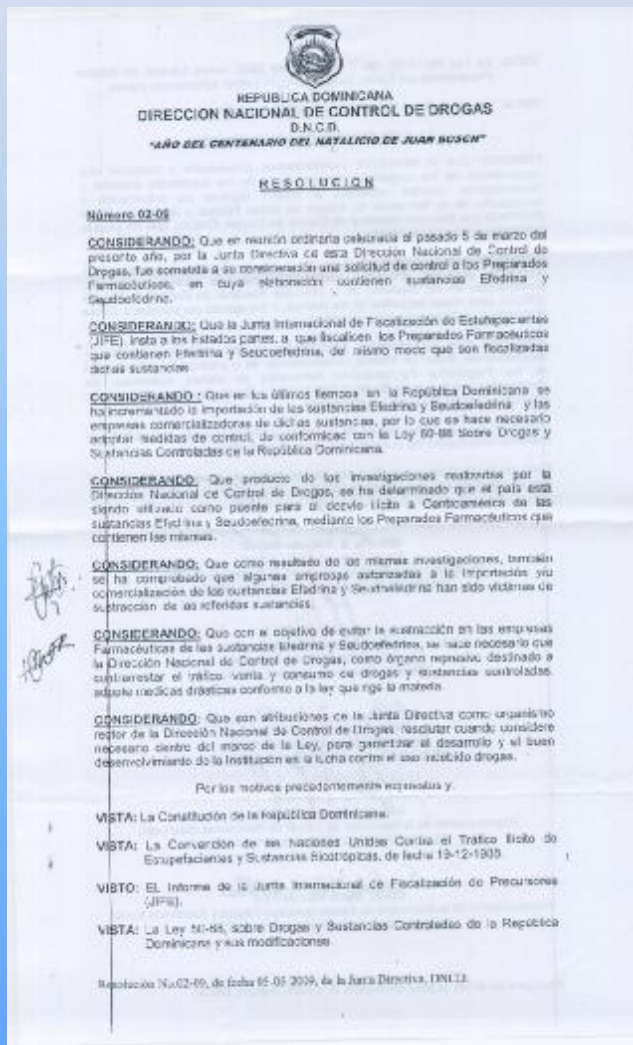 REPUBLICA DOMINICANA
DIRECCION NACIONAL DE CONTROL DE DROGAS
D.N.C.D.
"AÑO DEL CENTENARIO DEL NATALICIO DE JUAN BOSCH"
RESOLUCION
Número 02-09
CONSIDERANDO: Que en reunión ordinaria celebrada el pasado 5 de marzo del
presente año, por la Junta Directiva de esta Dirección Nacional de Control de
Drogas, fue sometida a su consideración una solicitud de control a los Preparados
Farmacéuticos, en cuya elaboración contienen sustancias Efedrina y
Seudoefedrina.
CONSIDERANDO: Que la Junta Internacional de Fiscalización de Estupefacientes
(JIFE), insta a los Estados partes, a que fiscalicen los Preparados Farmacéuticos
que contienen Efedrina y Seudoefedrina, del mismo modo que son fiscalizadas
dichas sustancias.
CONSIDERANDO : Que en los últimos tiempos en la República Dominicana se
ha incrementado la importación de las sustancias Efedrina y Seudoefedrina y las
empresas comercializadoras de dichas sustancias, por lo que se hace necesario
adoptar medidas de control, de conformidad con la Ley 50-88 Sobre Drogas y
Sustancias Controladas de la República Dominicana.
CONSIDERANDO: Que producto de las investigaciones realizadas por la
Dirección Nacional de Control de Drogas, se ha determinado que el país está
siendo utilizado como puente para el desvío ilícito a Centroamérica de las
sustancias Efedrina y Seudoefedrina, mediante los Preparados Farmacéuticos que
contienen las mismas.
CONSIDERANDO: Que como resultado de las mismas investigaciones, también
se ha comprobado que algunas empresas autorizadas a la importación y/o
comercialización de las sustancias Efedrina y Seudoefedrina han sido víctimas de
sustracción de las referidas sustancias.
CONSIDERANDO: Que con el objetivo de evitar la sustracción en las empresas
Farmacéuticas de las sustancias Efedrina y Seudoefedrina, se hace necesario que
la Dirección Nacional de Control de Drogas, como órgano represivo destinado a
contrarrestar el tráfico, venta y consumo de drogas y sustancias controladas,
adopte medidas drásticas conforme a la ley que rige la materia.
CONSIDERANDO: Que son atribuciones de la Junta Directiva como organismo
rector de la Dirección Nacional de Control de Drogas resolutar cuando considere
necesario dentro del marco de la Ley, para garantizar el desarrollo y el buen
desenvolvimiento de la Institución en la lucha contra el uso indebido drogas.
Por los motivos precedentemente expuestos y:
VISTA: La Constitución de la República Dominicana.
VISTA: La Convención de las Naciones Unidas Contra el Tráfico Ilícito de
Estupefacientes y Sustancias Sicotrópicas, de fecha 19-12-1988.
VISTO: EL Informe de la Junta Internacional de Fiscalización de Precursores
(JIFE).
VISTA: La Ley 50-88, sobre Drogas y Sustancias Controladas de la República
Dominicana y sus modificaciones.
Resolución No.02-09, de fecha 05-03-2009, de la Junta Directiva, DNCD.